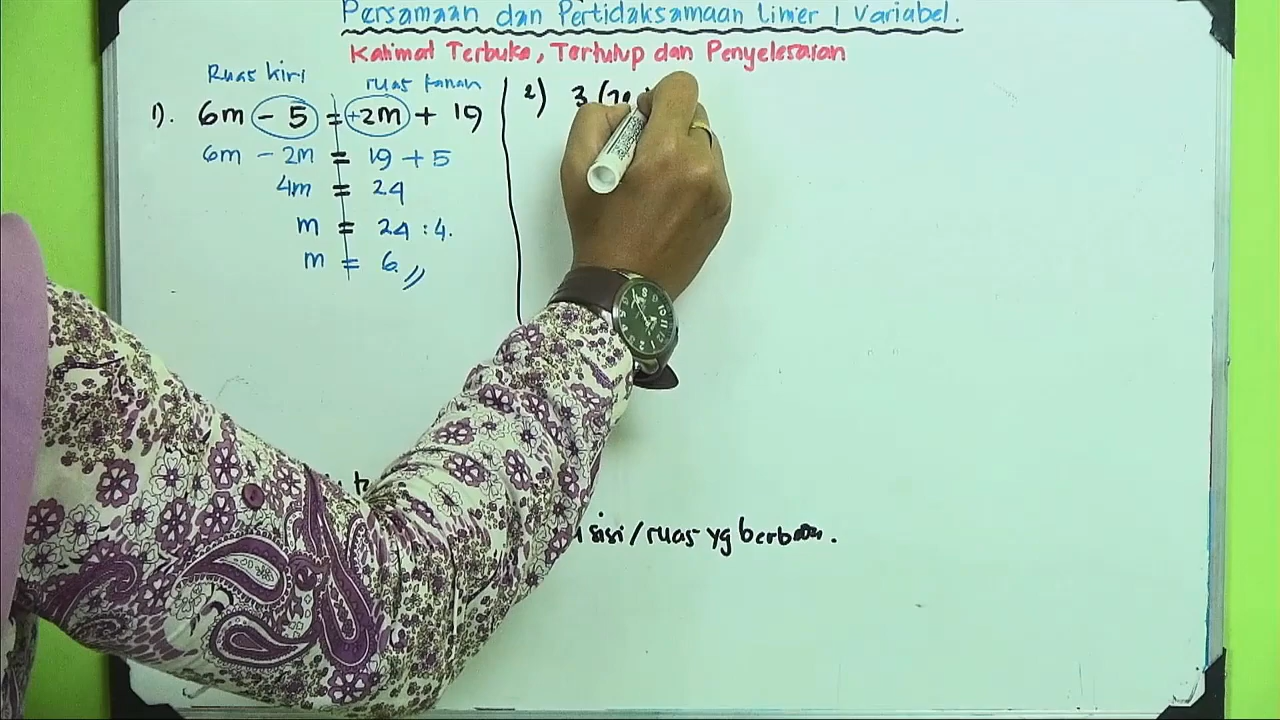 Persamaan dan Pertidaksamaan Linier 1 Variabel.
Kalimat Terbuka, Tertutup dan Penyelesaian
Ruas kiri ruas kanan
1). 6m - 5 = +2m + 19
6m - 2m = 19 + 5
4m = 24
m = 24 : 4.
m = 6 //
2) 3 (
sisi/ruas yg berbeda.